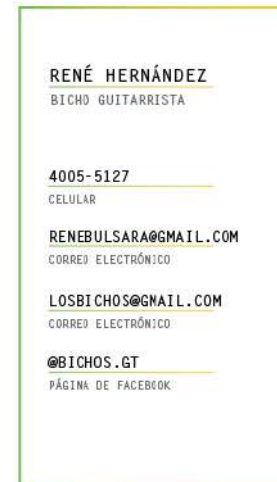 RENÉ HERNÁNDEZ
BICHO GUITARRISTA
4005-5127
CELULAR
RENEBULSARA@GMAIL.COM
CORREO ELECTRÓNICO
LOSBICHOS@GMAIL.COM
CORREO ELECTRÓNICO
@BICHOS.GT
PÁGINA DE FACEBOOK